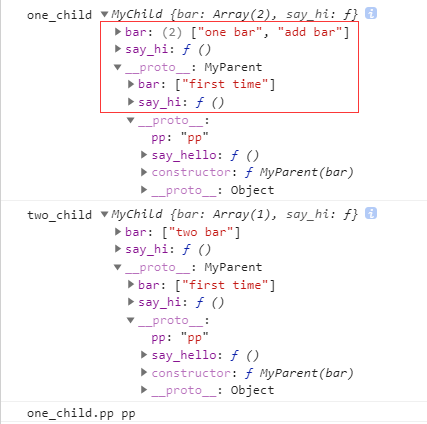 one_child ▼MyChild {bar: Array(2), say_hi: ƒ} i
▶bar: (2) ["one bar", "add bar"]
▶say_hi: ƒ ()
▼__proto__: MyParent
▶bar: ["first time"]
▶say_hi: ƒ ()
▼__proto__:
pp: "pp"
▶say_hello: ƒ ()
▶constructor: ƒ MyParent(bar)
▶__proto__: Object
two_child ▼MyChild {bar: Array(1), say_hi: ƒ} i
▶bar: ["two bar"]
▶say_hi: ƒ ()
▼__proto__: MyParent
▶bar: ["first time"]
▶say_hi: ƒ ()
▼__proto__:
pp: "pp"
▶say_hello: ƒ ()
▶constructor: ƒ MyParent(bar)
▶__proto__: Object
one_child.pp pp